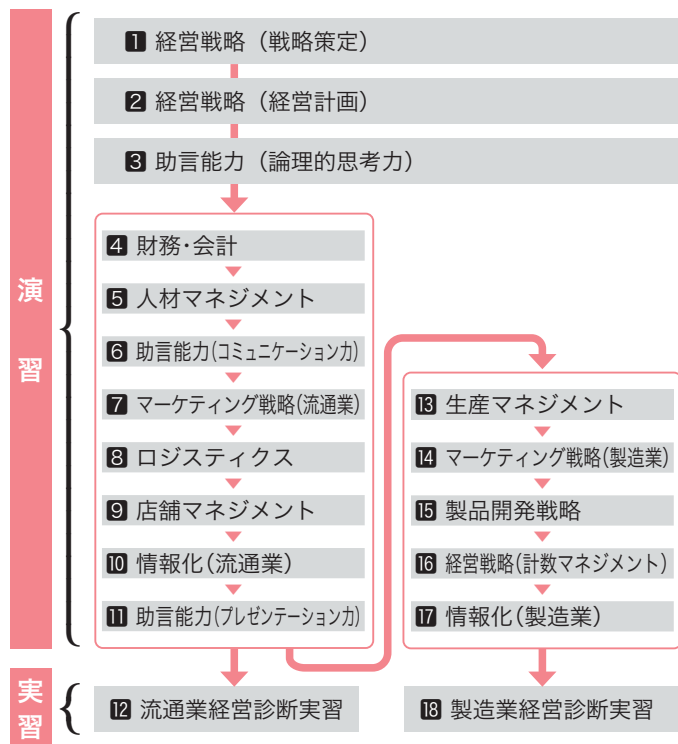 演習
1 経営戦略（戦略策定）
2 経営戦略（経営計画）
3 助言能力（論理的思考力）
4 財務・会計
5 人材マネジメント
6 助言能力(コミュニケーション力)
7 マーケティング戦略(流通業)
8 ロジスティクス
9 店舗マネジメント
10 情報化(流通業)
11 助言能力(プレゼンテーション力)
13 生産マネジメント
14 マーケティング戦略(製造業)
15 製品開発戦略
16 経営戦略(計数マネジメント)
17 情報化(製造業)
実習
12 流通業経営診断実習
18 製造業経営診断実習